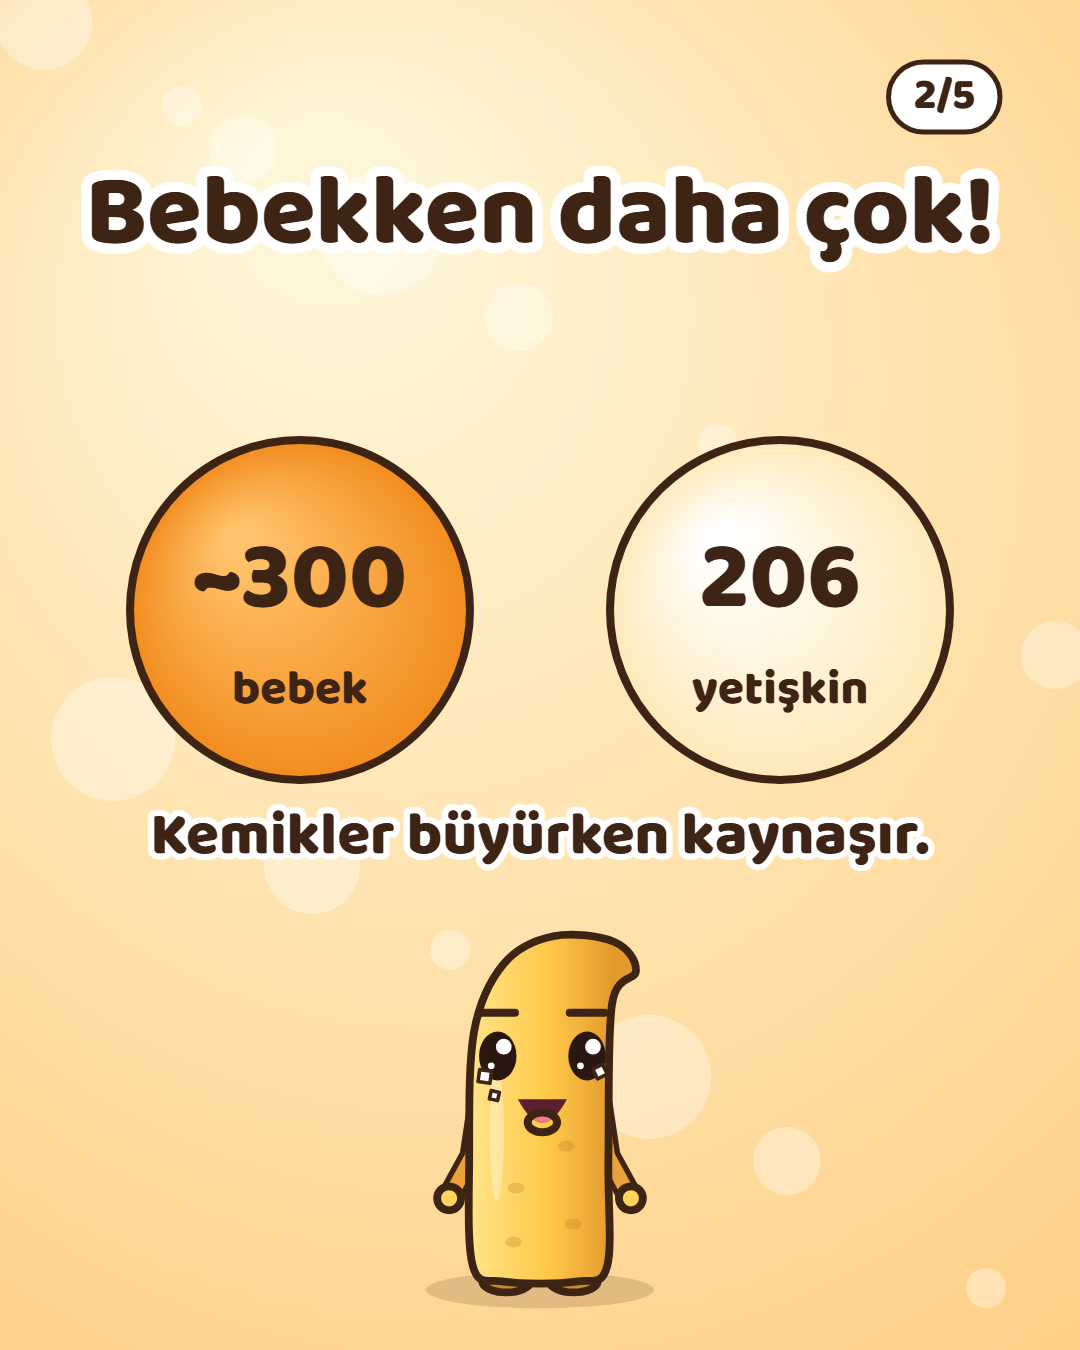 2/5
Bebekken daha çok!
~300
bebek
206
yetişkin
Kemikler büyürken kaynaşır.